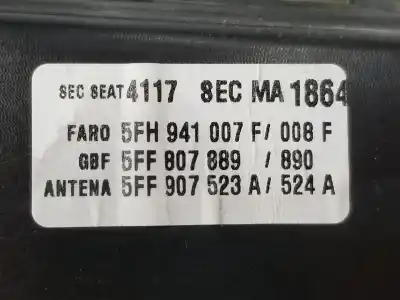 SEC SEAT 4117 SEC MA 1864
FARO 5FH 941 007 F/ 008 F
GBF 5FF 807 889 / 890
ANTENA 5FF 907 523 A/ 524 A